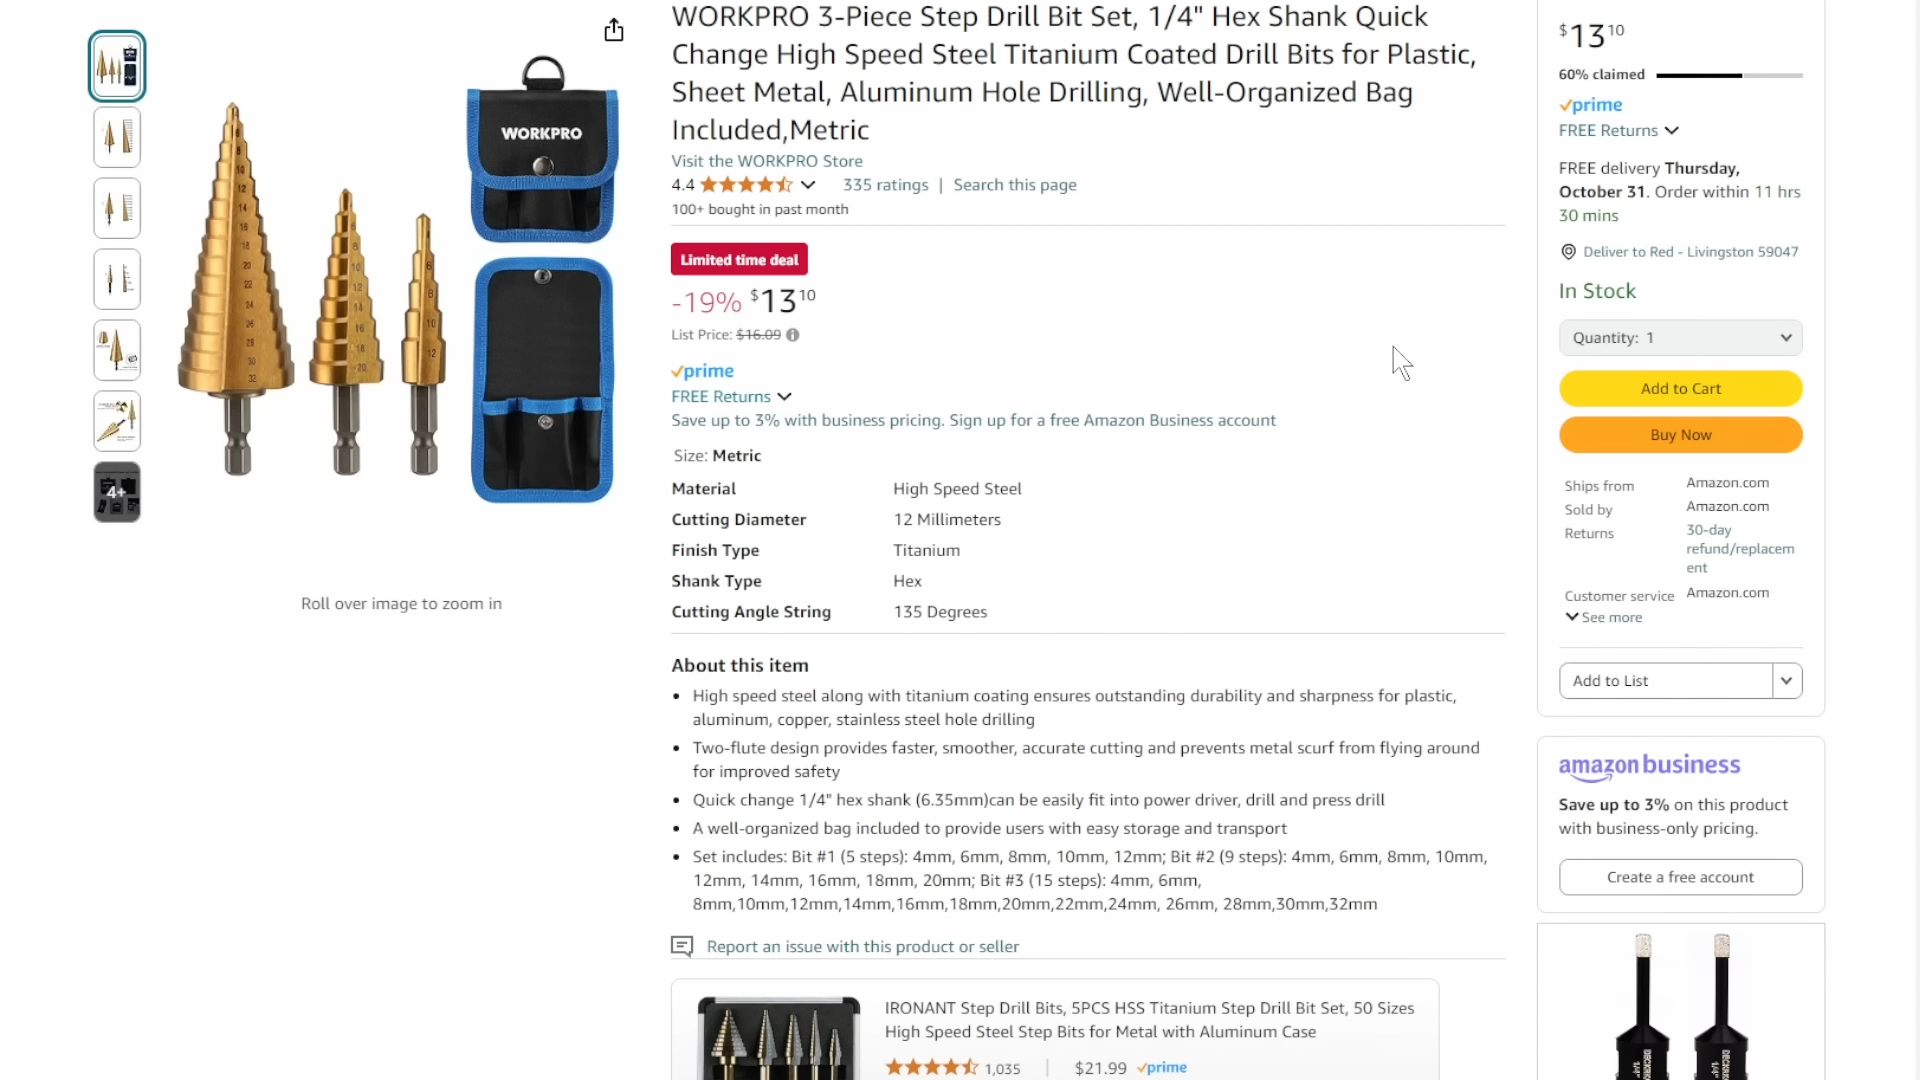 WORKPRO 3-Piece Step Drill Bit Set, 1/4" Hex Shank Quick
Change High Speed Steel Titanium Coated Drill Bits for Plastic,
Sheet Metal, Aluminum Hole Drilling, Well-Organized Bag
Included,Metric
Visit the WORKPRO Store
4.4 335 ratings | Search this page
100+ bought in past month
WORKPRO
4+
Roll over image to zoom in
Limited time deal
-19% $13 10
List Price: $16.09
prime
FREE Returns
Save up to 3% with business pricing. Sign up for a free Amazon Business account
Size: Metric
Material High Speed Steel
Cutting Diameter 12 Millimeters
Finish Type Titanium
Shank Type Hex
Cutting Angle String 135 Degrees
About this item
• High speed steel along with titanium coating ensures outstanding durability and sharpness for plastic,
aluminum, copper, stainless steel hole drilling
• Two-flute design provides faster, smoother, accurate cutting and prevents metal scurf from flying around
for improved safety
• Quick change 1/4" hex shank (6.35mm)can be easily fit into power driver, drill and press drill
• A well-organized bag included to provide users with easy storage and transport
• Set includes: Bit #1 (5 steps): 4mm, 6mm, 8mm, 10mm, 12mm; Bit #2 (9 steps): 4mm, 6mm, 8mm, 10mm,
12mm, 14mm, 16mm, 18mm, 20mm; Bit #3 (15 steps): 4mm, 6mm,
8mm,10mm,12mm,14mm,16mm,18mm,20mm,22mm,24mm, 26mm, 28mm,30mm,32mm
Report an issue with this product or seller
IRONANT Step Drill Bits, 5PCS HSS Titanium Step Drill Bit Set, 50 Sizes
High Speed Steel Step Bits for Metal with Aluminum Case
1,035 | $21.99 prime
$13 10
60% claimed
prime
FREE Returns
FREE delivery Thursday,
October 31. Order within 11 hrs
30 mins
Deliver to Red - Livingston 59047
In Stock
Quantity: 1
Add to Cart
Buy Now
Ships from Amazon.com
Sold by Amazon.com
Returns 30-day
refund/replacem
ent
Customer service Amazon.com
See more
Add to List
amazon business
Save up to 3% on this product
with business-only pricing.
Create a free account